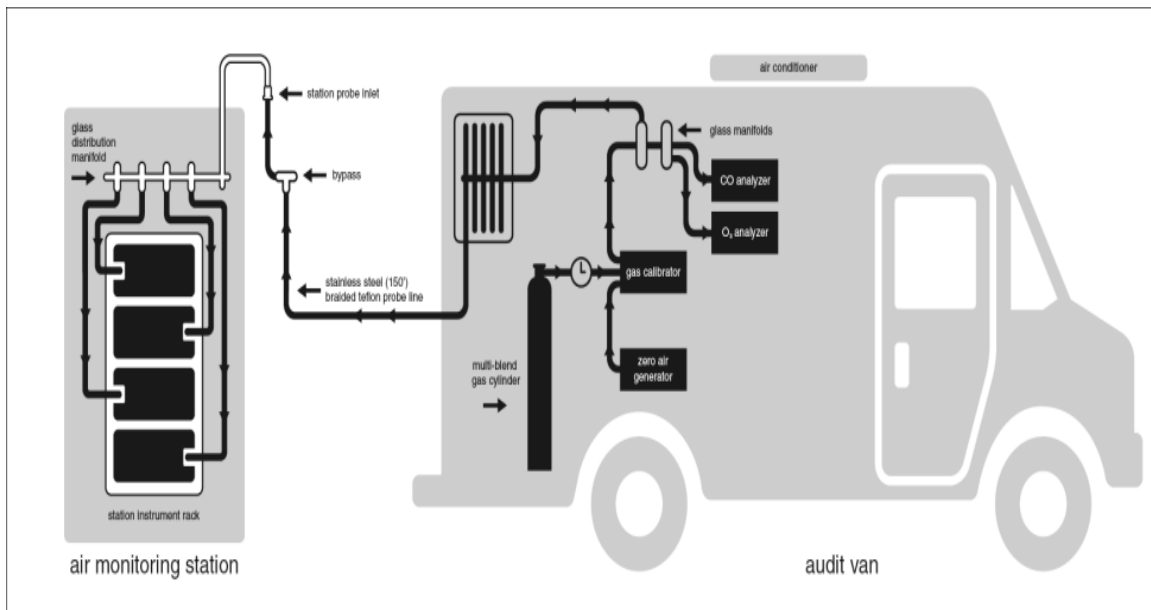 air conditioner
station probe inlet
glass
distribution
manifold
glass manifolds
bypass
CO analyzer
O₃ analyzer
gas calibrator
stainless steel (150')
braided teflon probe line
multi-blend
gas cylinder
zero air
generator
station instrument rack
air monitoring station
audit van